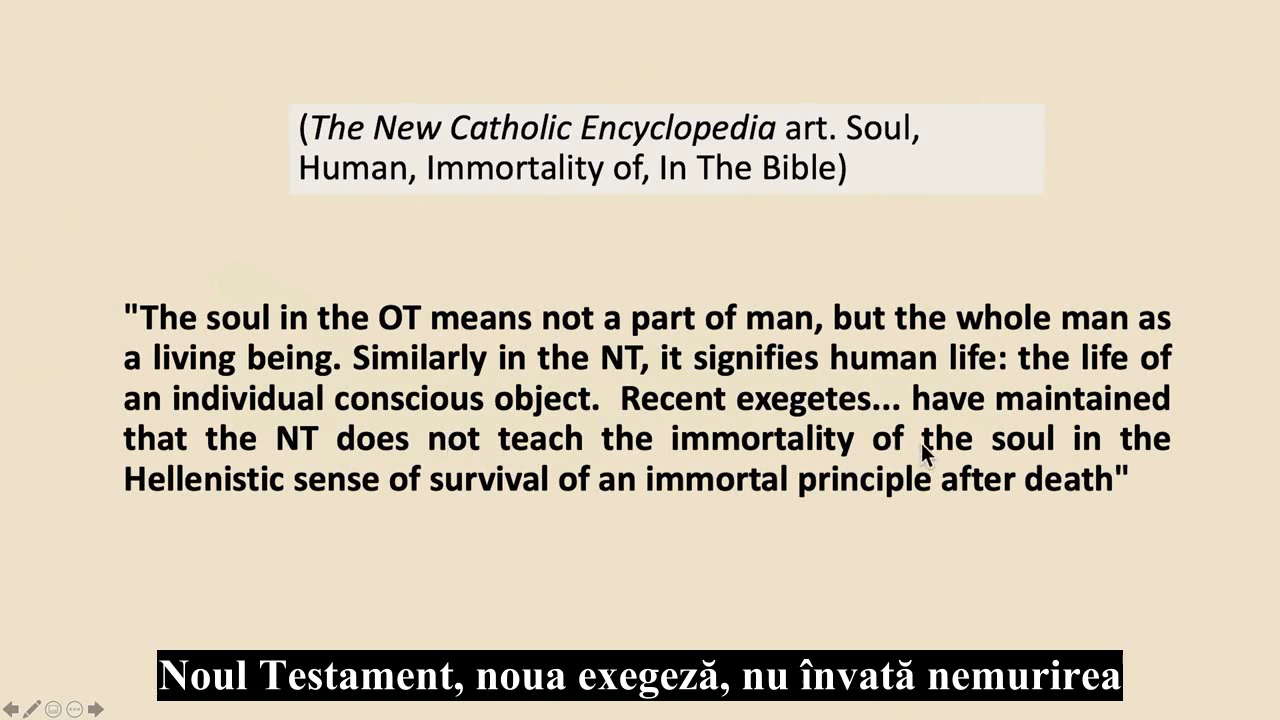 (The New Catholic Encyclopedia art. Soul,
Human, Immortality of, In The Bible)
"The soul in the OT means not a part of man, but the whole man as
a living being. Similarly in the NT, it signifies human life: the life of
an individual conscious object. Recent exegetes... have maintained
that the NT does not teach the immortality of the soul in the
Hellenistic sense of survival of an immortal principle after death"
Noul Testament, noua exegeză, nu învată nemurirea